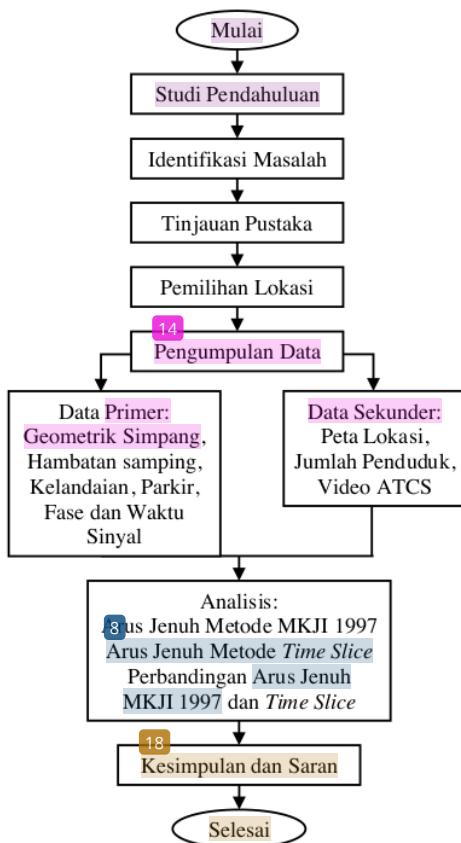 Mulai
Studi Pendahuluan
Identifikasi Masalah
Tinjauan Pustaka
Pemilihan Lokasi
14
Pengumpulan Data
Data Primer:
Geometrik Simpang,
Hambatan samping,
Kelandaian, Parkir,
Fase dan Waktu
Sinyal
Data Sekunder:
Peta Lokasi,
Jumlah Penduduk,
Video ATCS
Analisis:
8
Arus Jenuh Metode MKJI 1997
Arus Jenuh Metode Time Slice
Perbandingan Arus Jenuh
MKJI 1997 dan Time Slice
18
Kesimpulan dan Saran
Selesai